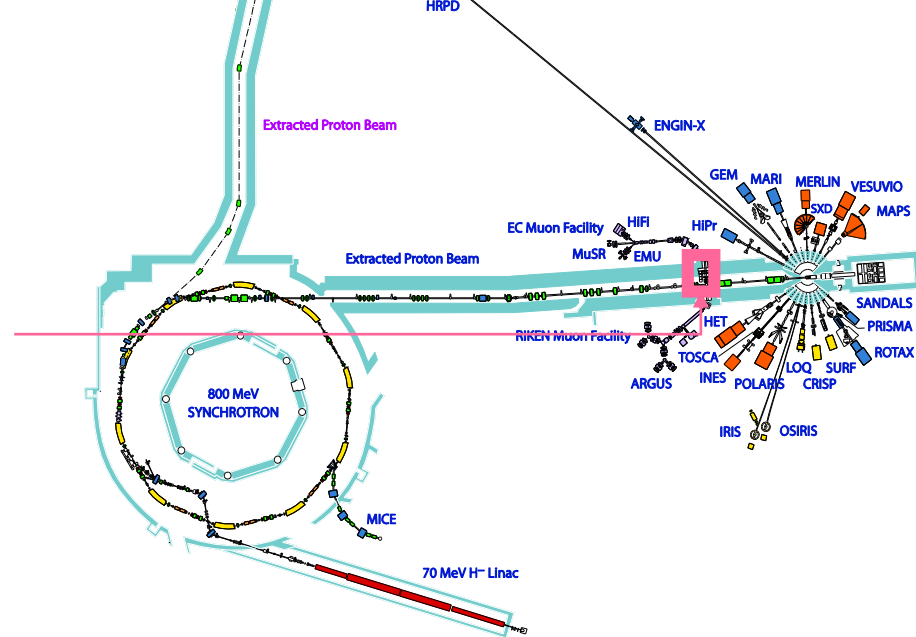 HRPD
Extracted Proton Beam
ENGIN-X
GEM
MARI
MERLIN
VESUVIO
SXD
MAPS
EC Muon Facility
HiFi
HiPr
MuSR
EMU
Extracted Proton Beam
SANDALS
HET
PRISMA
RIKEN Muon Facility
TOSCA
ROTAX
ARGUS
INES
POLARIS
LOQ
SURF
CRISP
800 MeV
SYNCHROTRON
IRIS
OSIRIS
MICE
70 MeV H– Linac